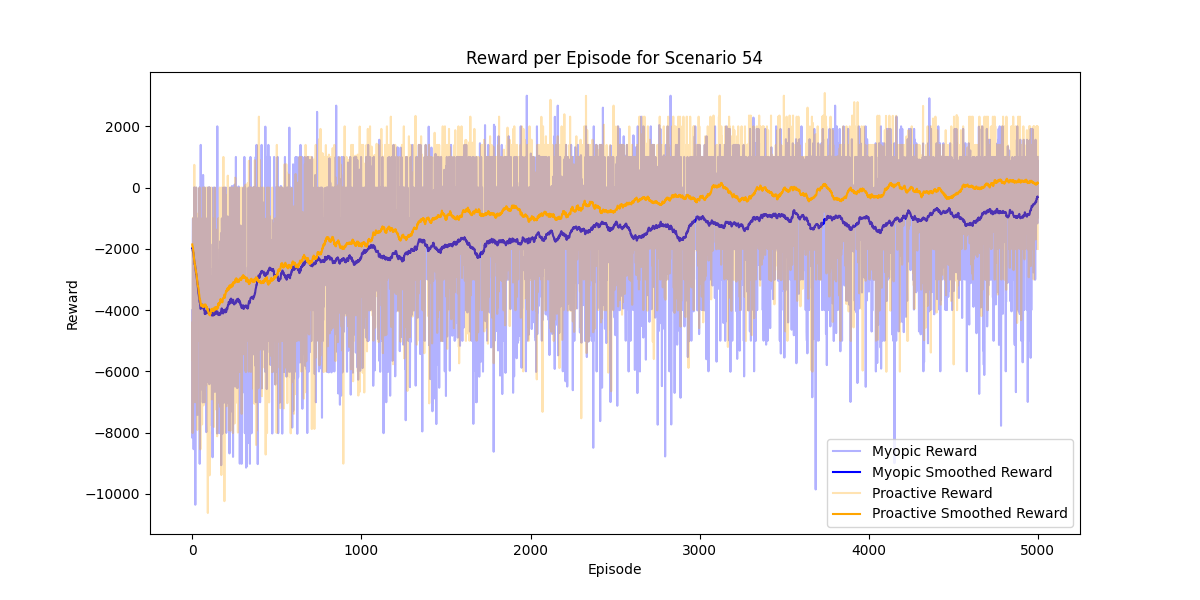 Reward per Episode for Scenario 54
2000
0
−2000
−4000
−6000
−8000
−10000
Reward
0 1000 2000 3000 4000 5000
Episode
Myopic Reward
Myopic Smoothed Reward
Proactive Reward
Proactive Smoothed Reward